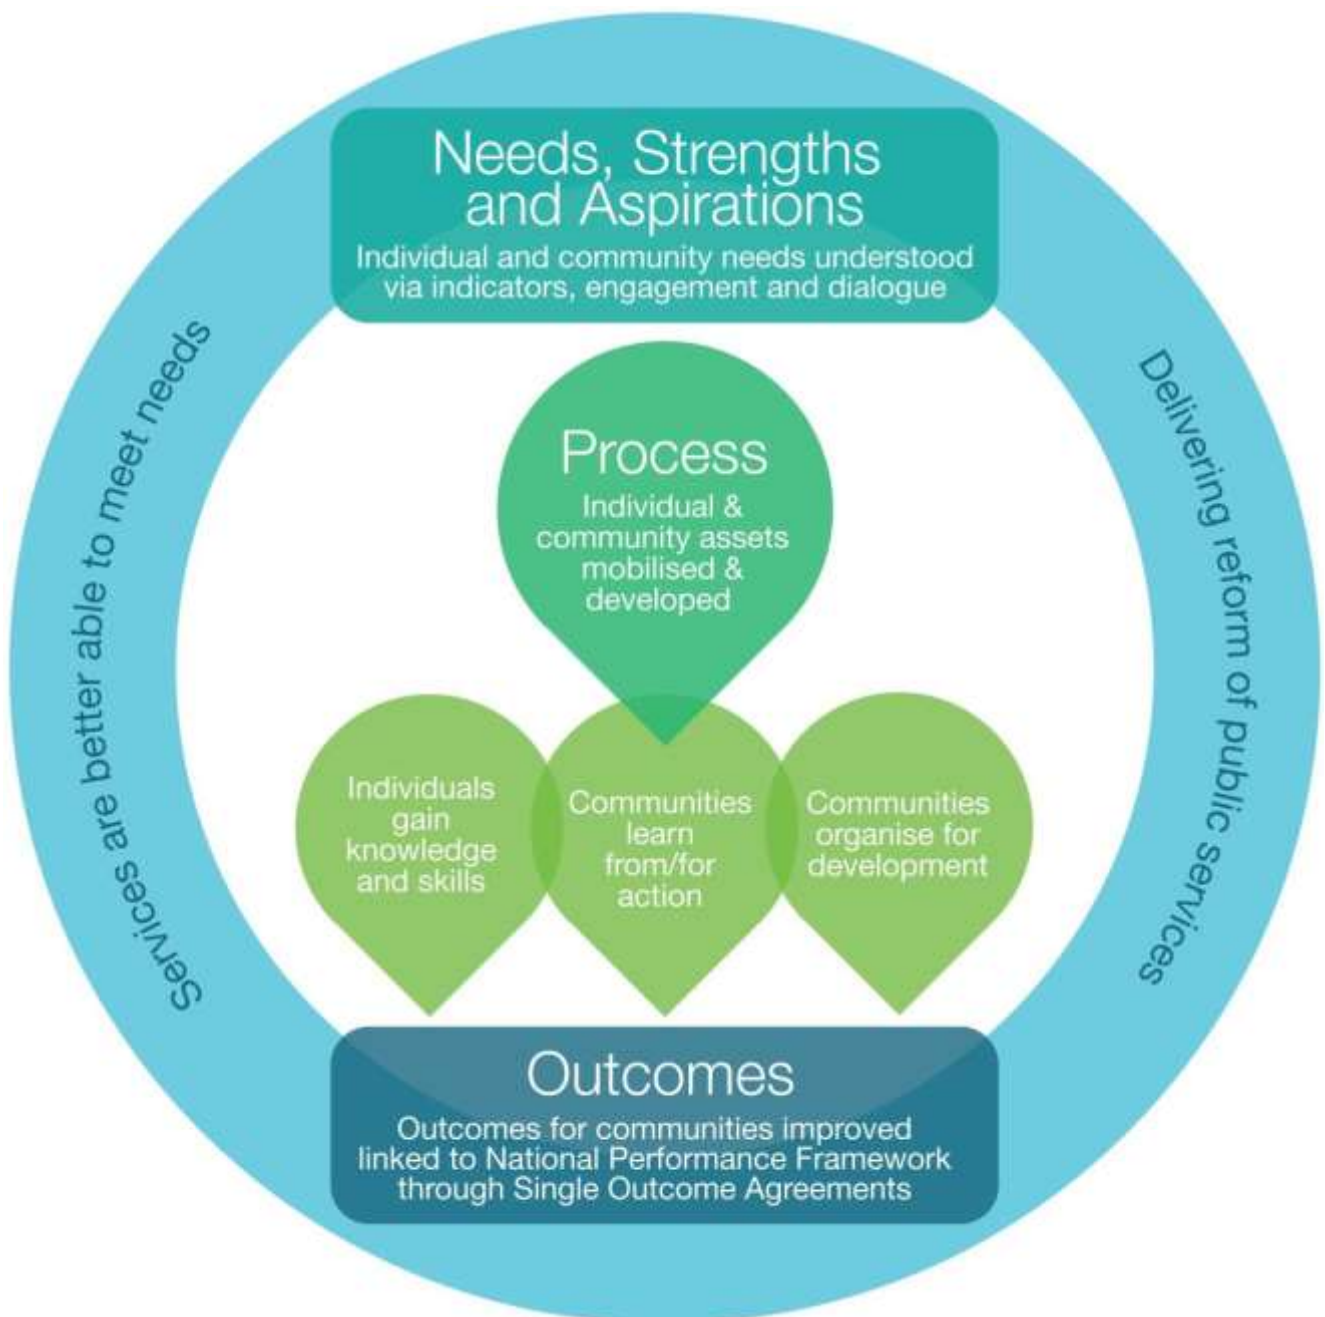 Needs, Strengths
and Aspirations
Individual and community needs understood
via indicators, engagement and dialogue
Services are better able to meet needs
Delivering reform of public services
Process
Individual &
community assets
mobilised &
developed
Individuals
gain
knowledge
and skills
Communities
learn
from/for
action
Communities
organise for
development
Outcomes
Outcomes for communities improved
linked to National Performance Framework
through Single Outcome Agreements